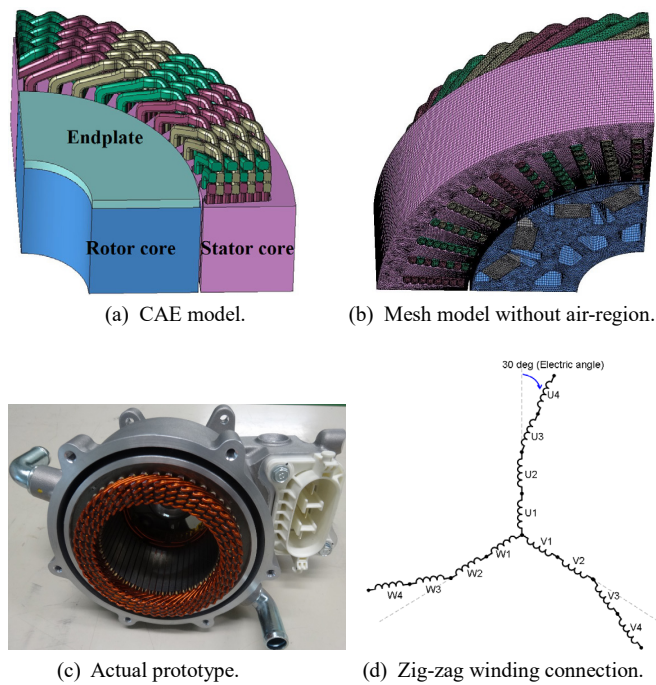 Endplate
Rotor core
Stator core
(a) CAE model.
(b) Mesh model without air-region.
30 deg (Electric angle)
U4
U3
U2
U1
V1
V2
V3
V4
W1
W2
W3
W4
(c) Actual prototype.
(d) Zig-zag winding connection.